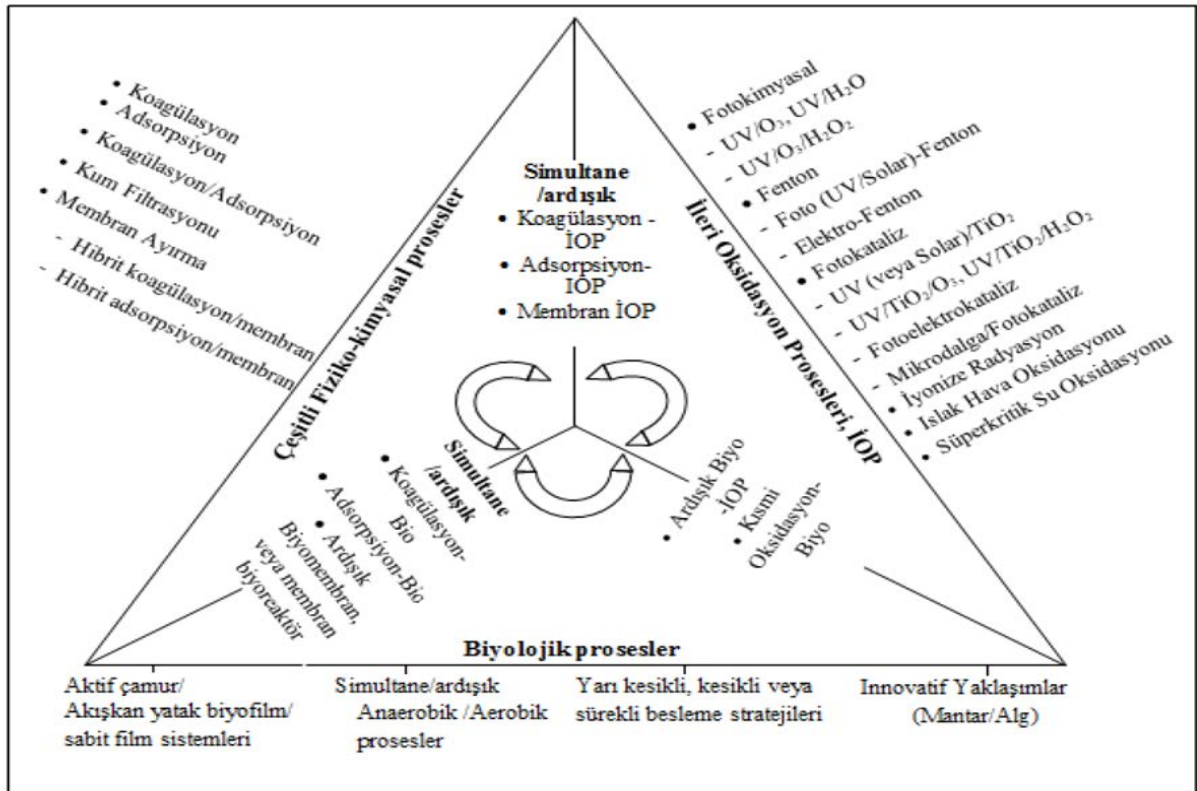 • Koagülasyon
• Adsorpsiyon
• Koagülasyon/Adsorpsiyon
• Kum Filtrasyonu
• Membran Ayırma
- Hibrit koagülasyon/membran
- Hibrit adsorpsiyon/membran
Çeşitli Fiziko-kimyasal prosesler
Simultane
/ardışık
• Koagülasyon -
İOP
• Adsorpsiyon-
İOP
• Membran İOP
İleri Oksidasyon Prosesleri, İOP
• Fotokimyasal
- UV/O₃, UV/H₂O
- UV/O₃/H₂O₂
• Fenton
- Foto (UV/Solar)-Fenton
- Elektro-Fenton
• Fotokataliz
- UV (veya Solar)/TiO₂
- UV/TiO₂/O₃, UV/TiO₂/H₂O₂
- Fotoelektrokataliz
- Mikrodalga/Fotokataliz
• İyonize Radyasyon
• Islak Hava Oksidasyonu
• Süperkritik Su Oksidasyonu
Simultane
/ardışık
• Koagülasyon-
Bio
• Adsorpsiyon-Bio
• Ardışık
Biyomembran,
veya membran
biyoreaktör
• Ardışık Biyo
-İOP
• Kısmi
Oksidasyon-
Biyo
Biyolojik prosesler
Aktif çamur/
Akışkan yatak biyofilm/
sabit film sistemleri
Simultane/ardışık
Anaerobik /Aerobik
prosesler
Yarı kesikli, kesikli veya
sürekli besleme stratejileri
Innovatif Yaklaşımlar
(Mantar/Alg)